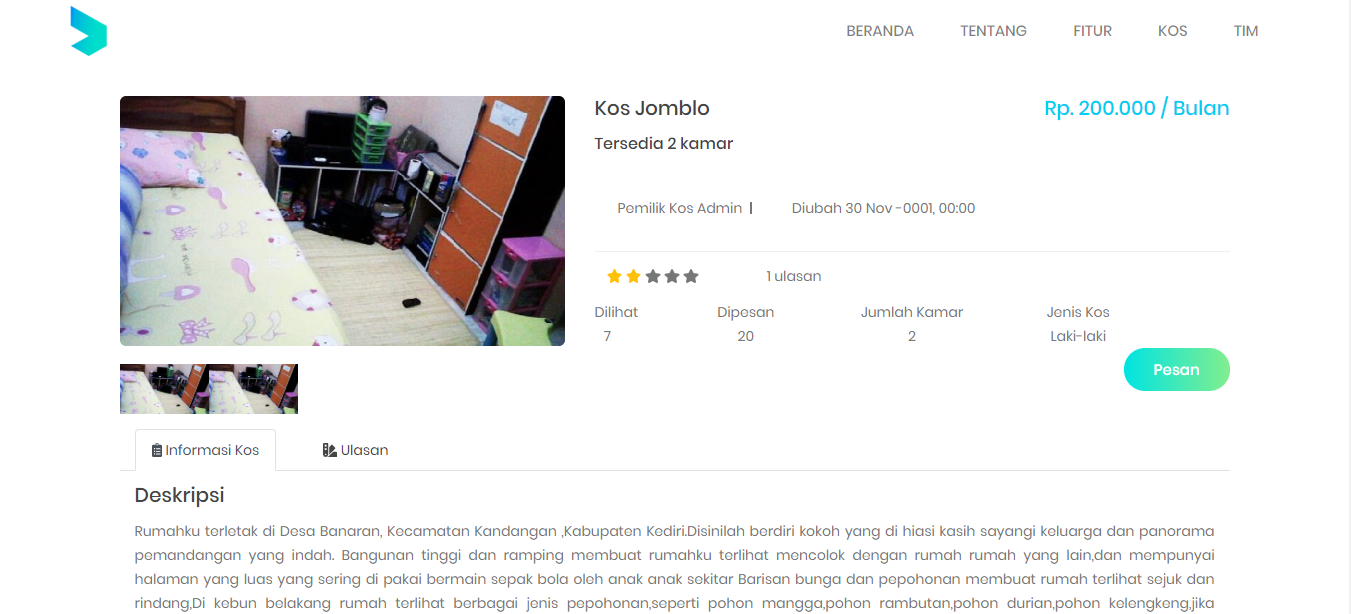 BERANDA TENTANG FITUR KOS TIM
Kos Jomblo Rp. 200.000 / Bulan
Tersedia 2 kamar
Pemilik Kos Admin | Diubah 30 Nov -0001, 00:00
1 ulasan
Dilihat Dipesan Jumlah Kamar Jenis Kos
7 20 2 Laki-laki
Pesan
Informasi Kos Ulasan
Deskripsi
Rumahku terletak di Desa Banaran, Kecamatan Kandangan ,Kabupaten Kediri.Disinilah berdiri kokoh yang di hiasi kasih sayangi keluarga dan panorama
pemandangan yang indah. Bangunan tinggi dan ramping membuat rumahku terlihat mencolok dengan rumah rumah yang lain,dan mempunyai
halaman yang luas yang sering di pakai bermain sepak bola oleh anak anak sekitar Barisan bunga dan pepohonan membuat rumah terlihat sejuk dan
rindang,Di kebun belakang rumah terlihat berbagai jenis pepohonan,seperti pohon mangga,pohon rambutan,pohon durian,pohon kelengkeng,jika